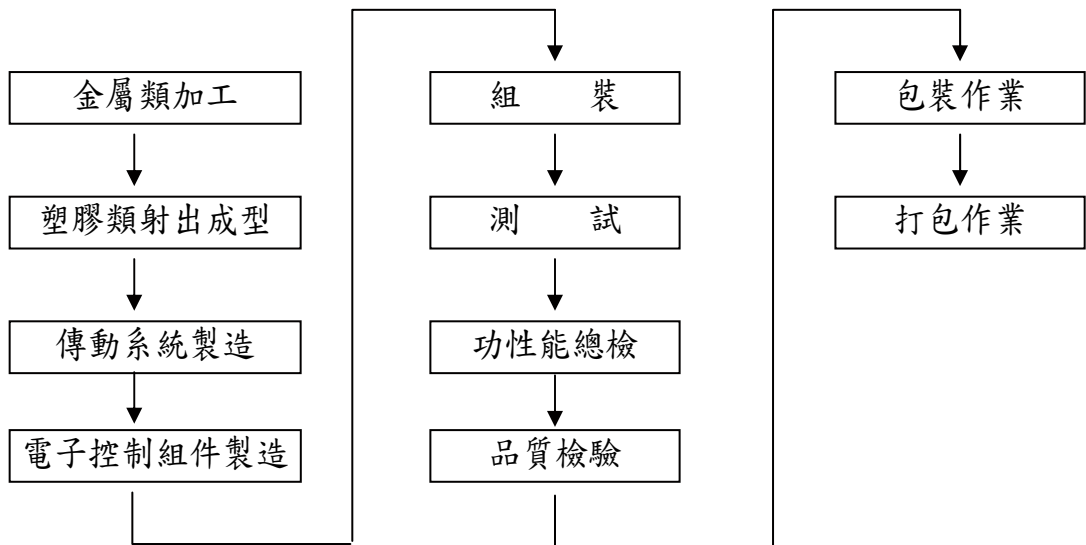 金屬類加工
塑膠類射出成型
傳動系統製造
電子控制組件製造
組　　裝
測　　試
功性能總檢
品質檢驗
包裝作業
打包作業